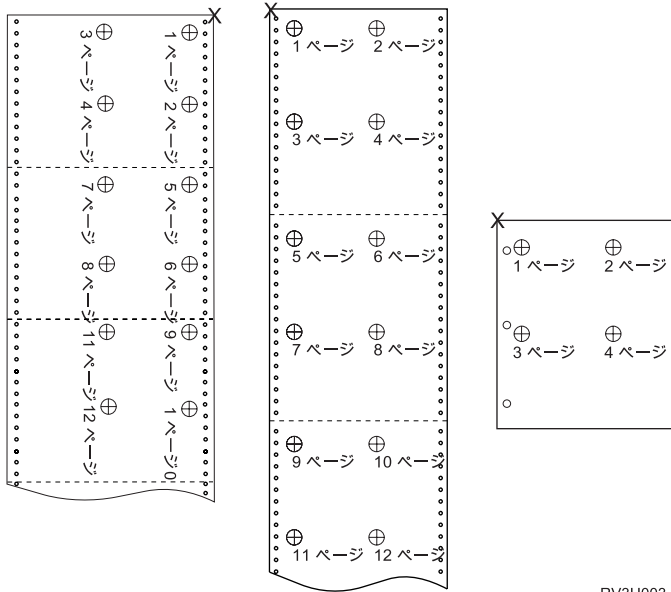 X
1 ページ
2 ページ
3 ページ
4 ページ
5 ページ
6 ページ
7 ページ
8 ページ
9 ページ
1 ページ0
11 ページ
12 ページ
X
1 ページ 2 ページ
3 ページ 4 ページ
5 ページ 6 ページ
7 ページ 8 ページ
9 ページ 10 ページ
11 ページ 12 ページ
X
1 ページ 2 ページ
3 ページ 4 ページ